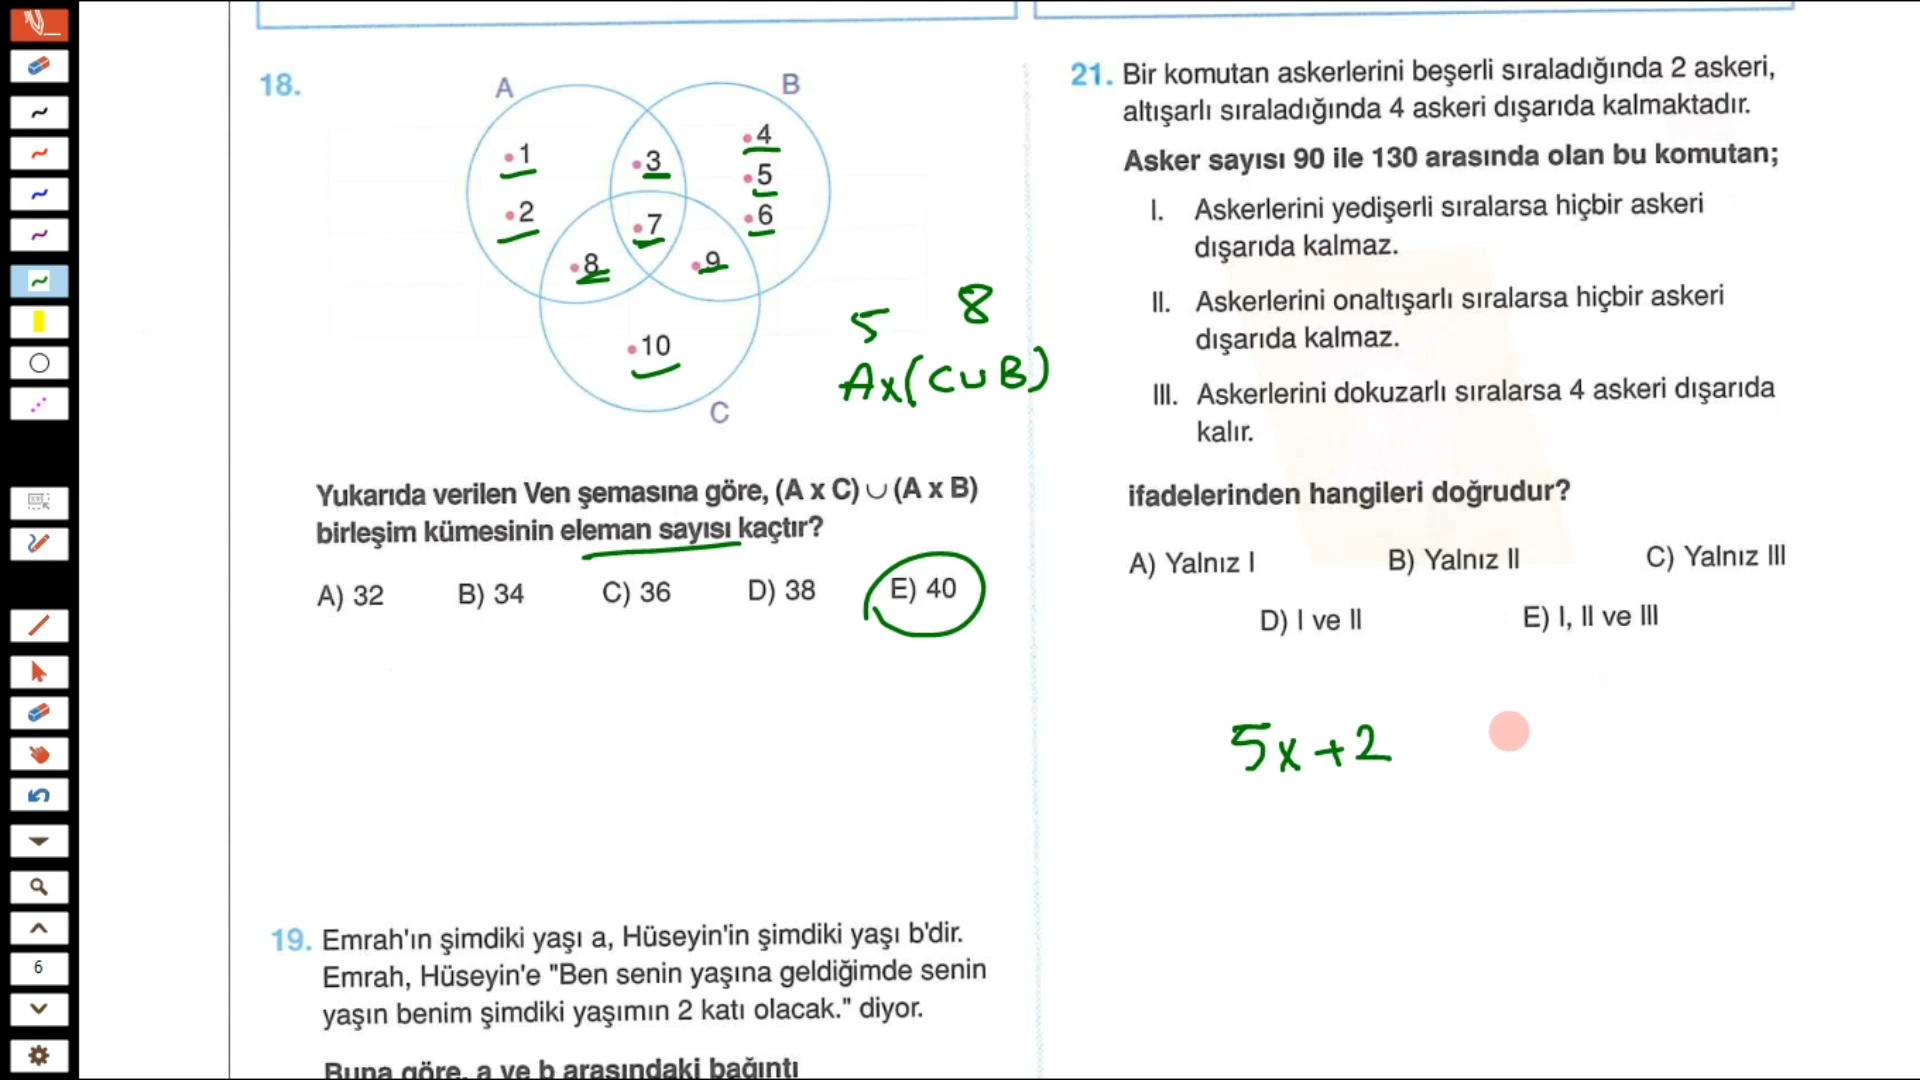 18.
A
B
1
2
3
4
5
6
7
8
9
10
C
5 8
Ax(C∪B)
Yukarıda verilen Ven şemasına göre, (A x C) ∪ (A x B)
birleşim kümesinin eleman sayısı kaçtır?
A) 32 B) 34 C) 36 D) 38 E) 40
19. Emrah'ın şimdiki yaşı a, Hüseyin'in şimdiki yaşı b'dir.
Emrah, Hüseyin'e "Ben senin yaşına geldiğimde senin
yaşın benim şimdiki yaşımın 2 katı olacak." diyor.
Buna göre, a ve b arasındaki bağıntı
21. Bir komutan askerlerini beşerli sıraladığında 2 askeri,
altışarlı sıraladığında 4 askeri dışarıda kalmaktadır.
Asker sayısı 90 ile 130 arasında olan bu komutan;
I. Askerlerini yedişerli sıralarsa hiçbir askeri
dışarıda kalmaz.
II. Askerlerini onaltışarlı sıralarsa hiçbir askeri
dışarıda kalmaz.
III. Askerlerini dokuzarlı sıralarsa 4 askeri dışarıda
kalır.
ifadelerinden hangileri doğrudur?
A) Yalnız I B) Yalnız II C) Yalnız III
D) I ve II E) I, II ve III
5x+2
6